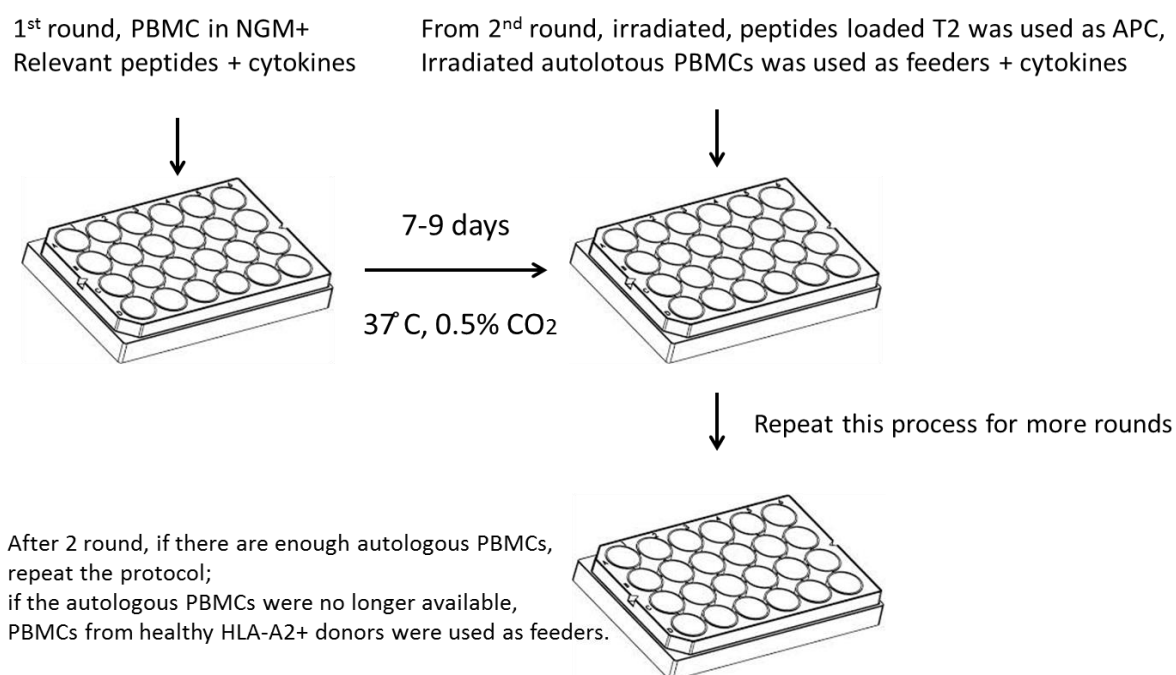 1st round, PBMC in NGM+
Relevant peptides + cytokines
From 2nd round, irradiated, peptides loaded T2 was used as APC,
Irradiated autolotous PBMCs was used as feeders + cytokines
7-9 days
37°C, 0.5% CO2
Repeat this process for more rounds
After 2 round, if there are enough autologous PBMCs,
repeat the protocol;
if the autologous PBMCs were no longer available,
PBMCs from healthy HLA-A2+ donors were used as feeders.